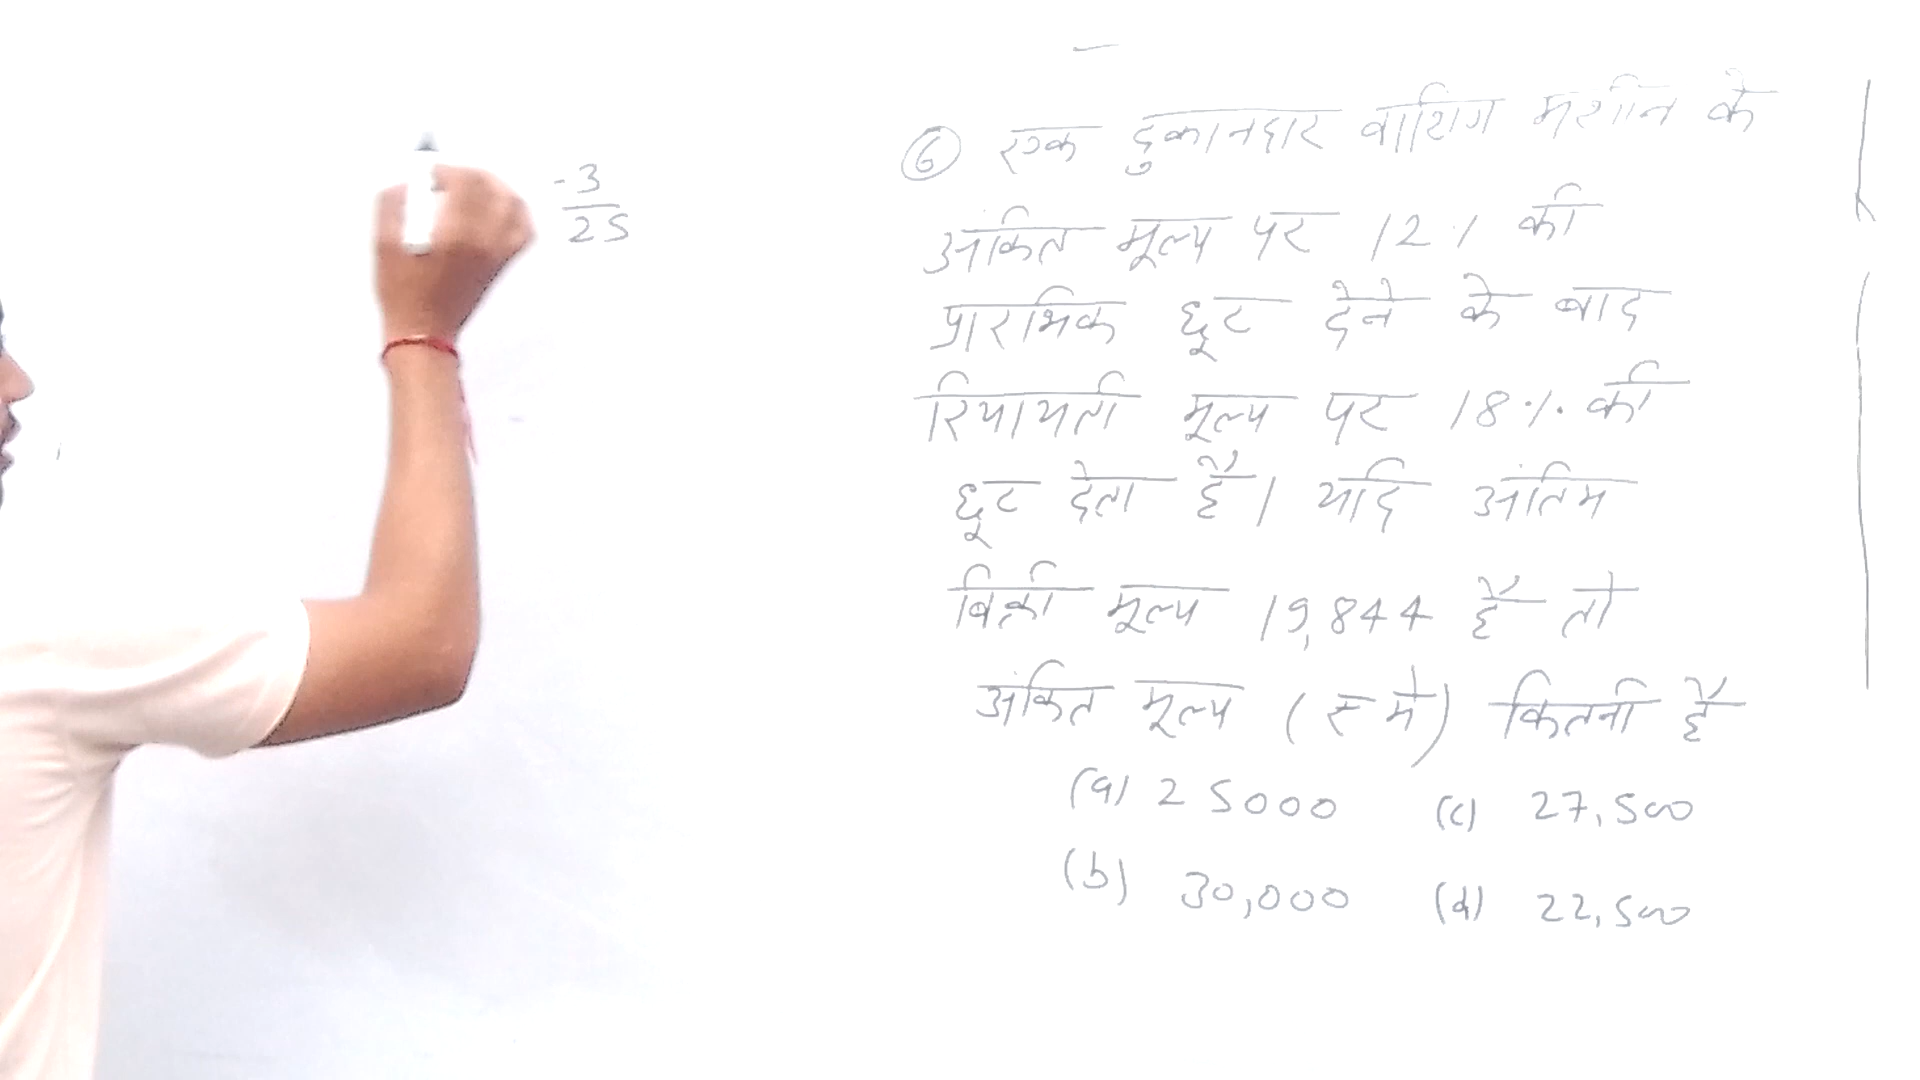 -3
25
⑥ एक दुकानदार वाशिंग मशीन के
अंकित मूल्य पर 12% की
प्रारंभिक छूट देने के बाद
रियायती मूल्य पर 18% की
छूट देता है। यदि अंतिम
बिक्री मूल्य 19,844 है तो
अंकित मूल्य (₹ में) कितनी है
(a) 25000 (c) 27,500
(b) 30,000 (d) 22,500